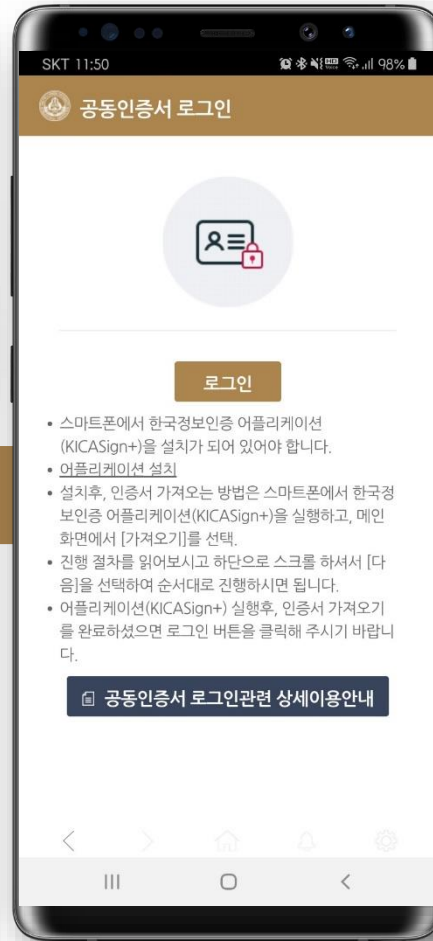 SKT 11:50 98%
공동인증서 로그인
로그인
• 스마트폰에서 한국정보인증 어플리케이션
(KICASign+)을 설치가 되어 있어야 합니다.
• 어플리케이션 설치
• 설치후, 인증서 가져오는 방법은 스마트폰에서 한국정
보인증 어플리케이션(KICASign+)을 실행하고, 메인
화면에서 [가져오기]를 선택.
• 진행 절차를 읽어보시고 하단으로 스크롤 하셔서 [다
음]을 선택하여 순서대로 진행하시면 됩니다.
• 어플리케이션(KICASign+) 실행후, 인증서 가져오기
를 완료하셨으면 로그인 버튼을 클릭해 주시기 바랍니
다.
공동인증서 로그인관련 상세이용안내